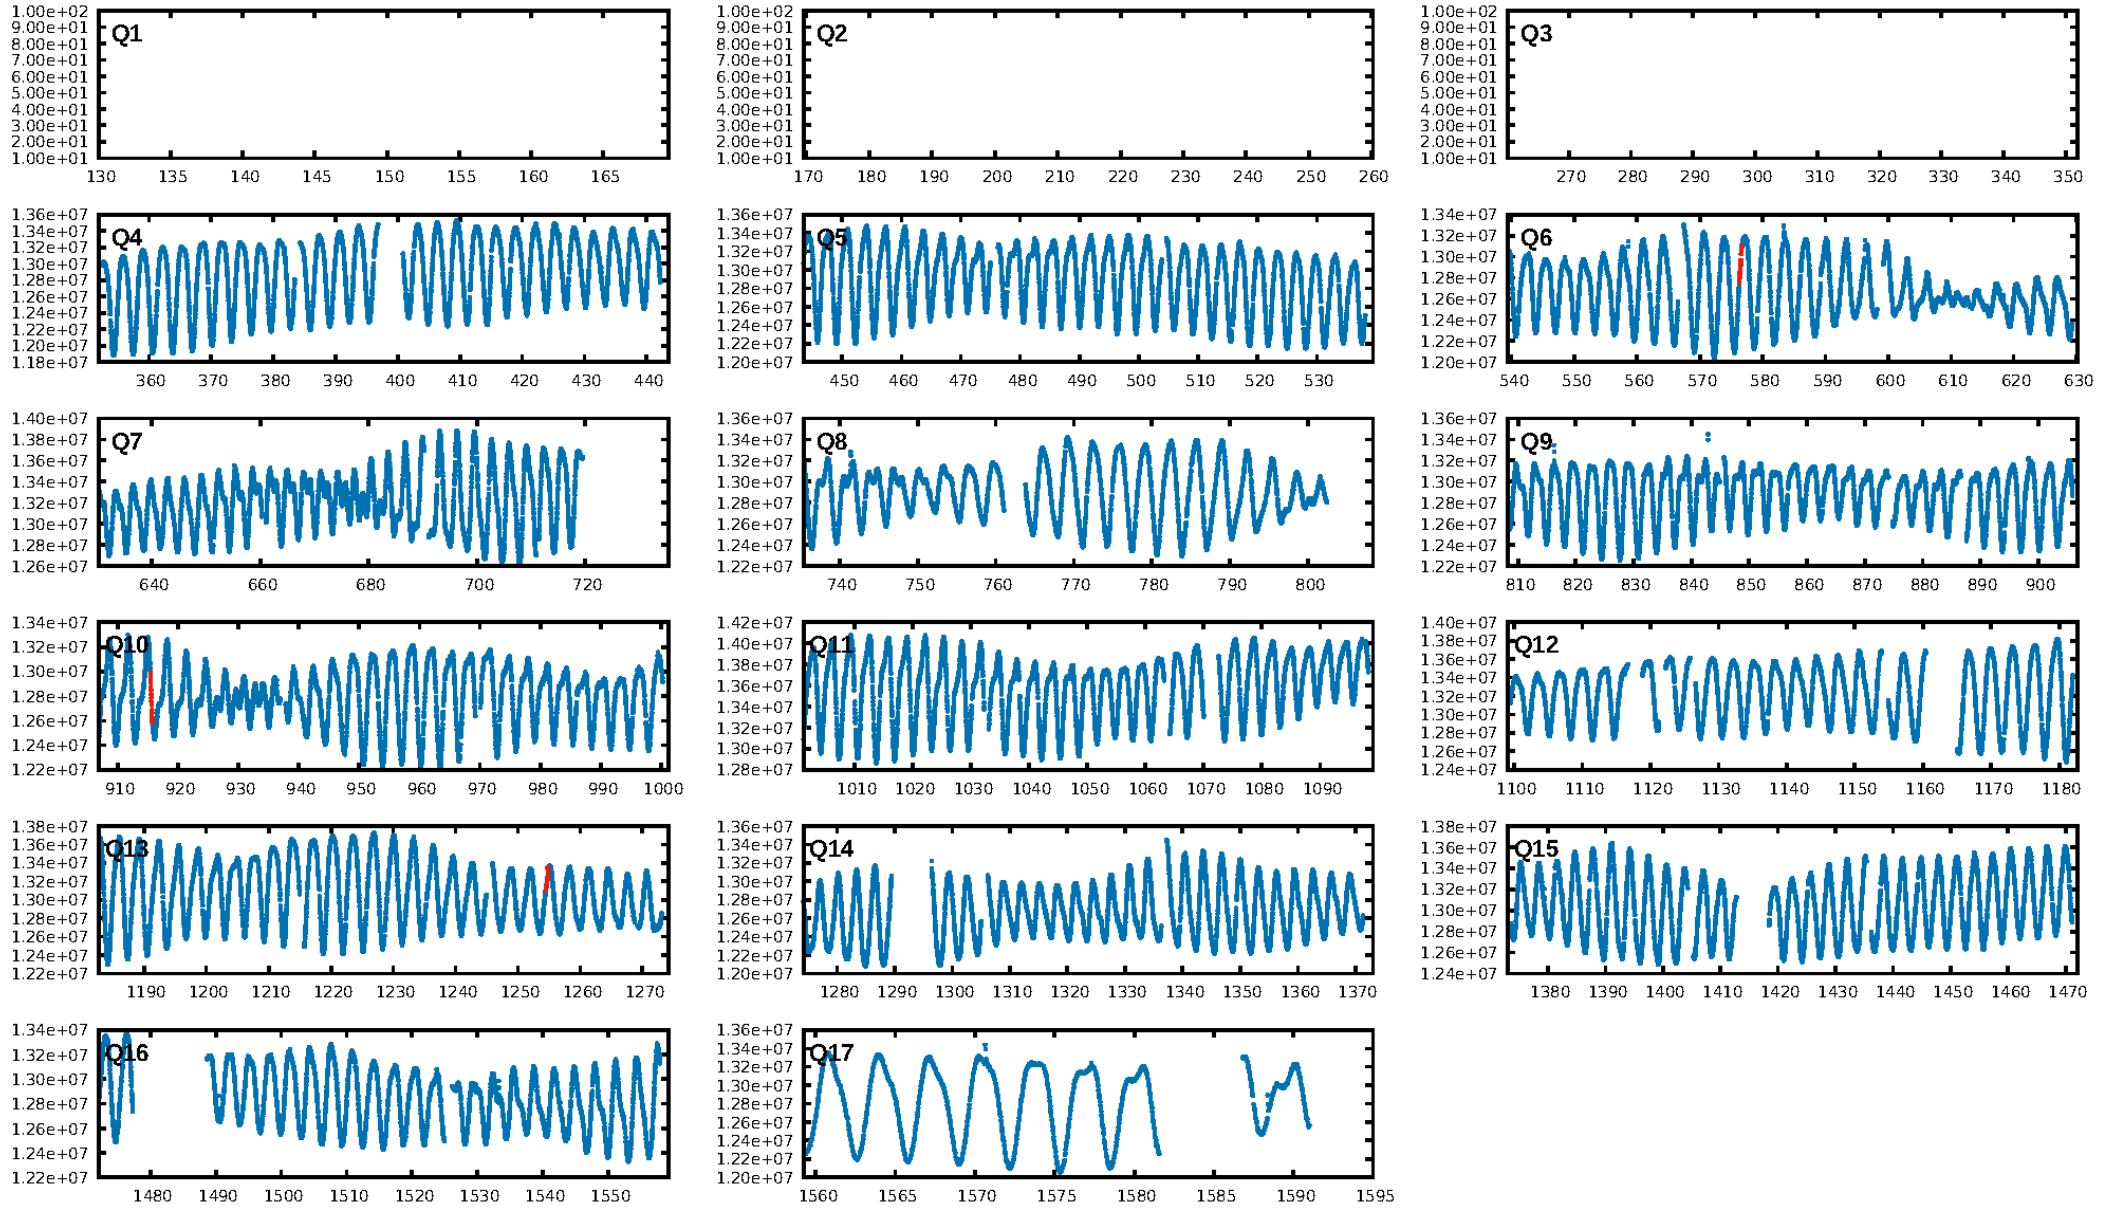 Q1
1.00e+02
9.00e+01
8.00e+01
7.00e+01
6.00e+01
5.00e+01
4.00e+01
3.00e+01
2.00e+01
1.00e+01
130 135 140 145 150 155 160 165
Q2
1.00e+02
9.00e+01
8.00e+01
7.00e+01
6.00e+01
5.00e+01
4.00e+01
3.00e+01
2.00e+01
1.00e+01
170 180 190 200 210 220 230 240 250 260
Q3
1.00e+02
9.00e+01
8.00e+01
7.00e+01
6.00e+01
5.00e+01
4.00e+01
3.00e+01
2.00e+01
1.00e+01
270 280 290 300 310 320 330 340 350
Q4
1.36e+07
1.34e+07
1.32e+07
1.30e+07
1.28e+07
1.26e+07
1.24e+07
1.22e+07
1.20e+07
1.18e+07
360 370 380 390 400 410 420 430 440
Q5
1.36e+07
1.34e+07
1.32e+07
1.30e+07
1.28e+07
1.26e+07
1.24e+07
1.22e+07
1.20e+07
450 460 470 480 490 500 510 520 530
Q6
1.34e+07
1.32e+07
1.30e+07
1.28e+07
1.26e+07
1.24e+07
1.22e+07
1.20e+07
540 550 560 570 580 590 600 610 620 630
Q7
1.40e+07
1.38e+07
1.36e+07
1.34e+07
1.32e+07
1.30e+07
1.28e+07
1.26e+07
640 660 680 700 720
Q8
1.36e+07
1.34e+07
1.32e+07
1.30e+07
1.28e+07
1.26e+07
1.24e+07
1.22e+07
740 750 760 770 780 790 800
Q9
1.36e+07
1.34e+07
1.32e+07
1.30e+07
1.28e+07
1.26e+07
1.24e+07
1.22e+07
810 820 830 840 850 860 870 880 890 900
Q10
1.34e+07
1.32e+07
1.30e+07
1.28e+07
1.26e+07
1.24e+07
1.22e+07
910 920 930 940 950 960 970 980 990 1000
Q11
1.42e+07
1.40e+07
1.38e+07
1.36e+07
1.34e+07
1.32e+07
1.30e+07
1.28e+07
1010 1020 1030 1040 1050 1060 1070 1080 1090
Q12
1.40e+07
1.38e+07
1.36e+07
1.34e+07
1.32e+07
1.30e+07
1.28e+07
1.26e+07
1.24e+07
1100 1110 1120 1130 1140 1150 1160 1170 1180
Q13
1.38e+07
1.36e+07
1.34e+07
1.32e+07
1.30e+07
1.28e+07
1.26e+07
1.24e+07
1.22e+07
1190 1200 1210 1220 1230 1240 1250 1260 1270
Q14
1.36e+07
1.34e+07
1.32e+07
1.30e+07
1.28e+07
1.26e+07
1.24e+07
1.22e+07
1.20e+07
1280 1290 1300 1310 1320 1330 1340 1350 1360 1370
Q15
1.38e+07
1.36e+07
1.34e+07
1.32e+07
1.30e+07
1.28e+07
1.26e+07
1.24e+07
1380 1390 1400 1410 1420 1430 1440 1450 1460 1470
Q16
1.34e+07
1.32e+07
1.30e+07
1.28e+07
1.26e+07
1.24e+07
1.22e+07
1480 1490 1500 1510 1520 1530 1540 1550
Q17
1.36e+07
1.34e+07
1.32e+07
1.30e+07
1.28e+07
1.26e+07
1.24e+07
1.22e+07
1.20e+07
1560 1565 1570 1575 1580 1585 1590 1595